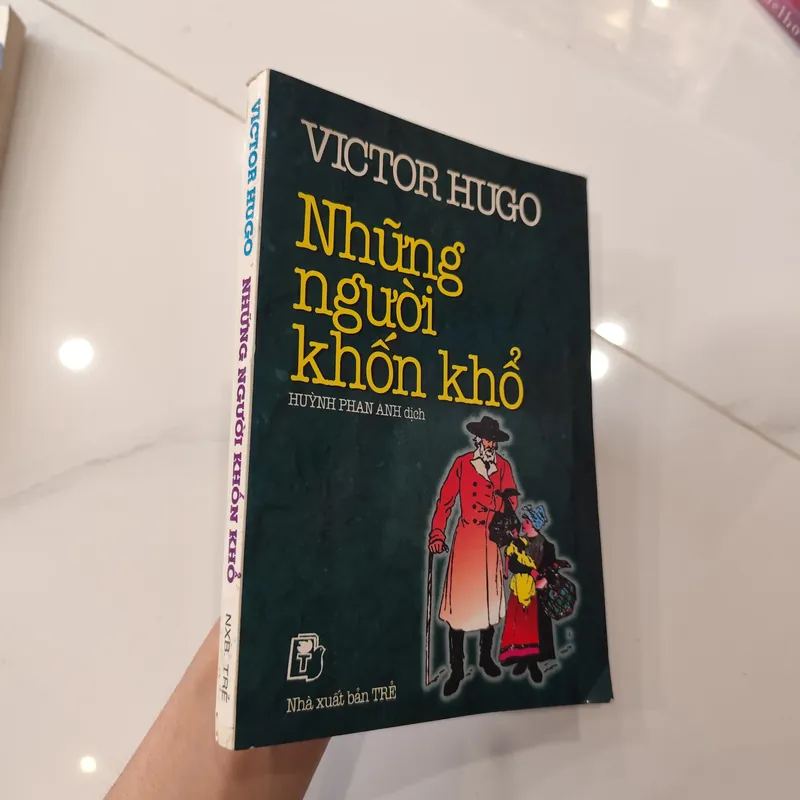 VICTOR HUGO
Những
người
khốn khổ
HUỲNH PHAN ANH dịch
T
Nhà xuất bản TRẺ
VICTOR HUGO NHỮNG NGƯỜI KHỐN KHỔ NXB TRẺ